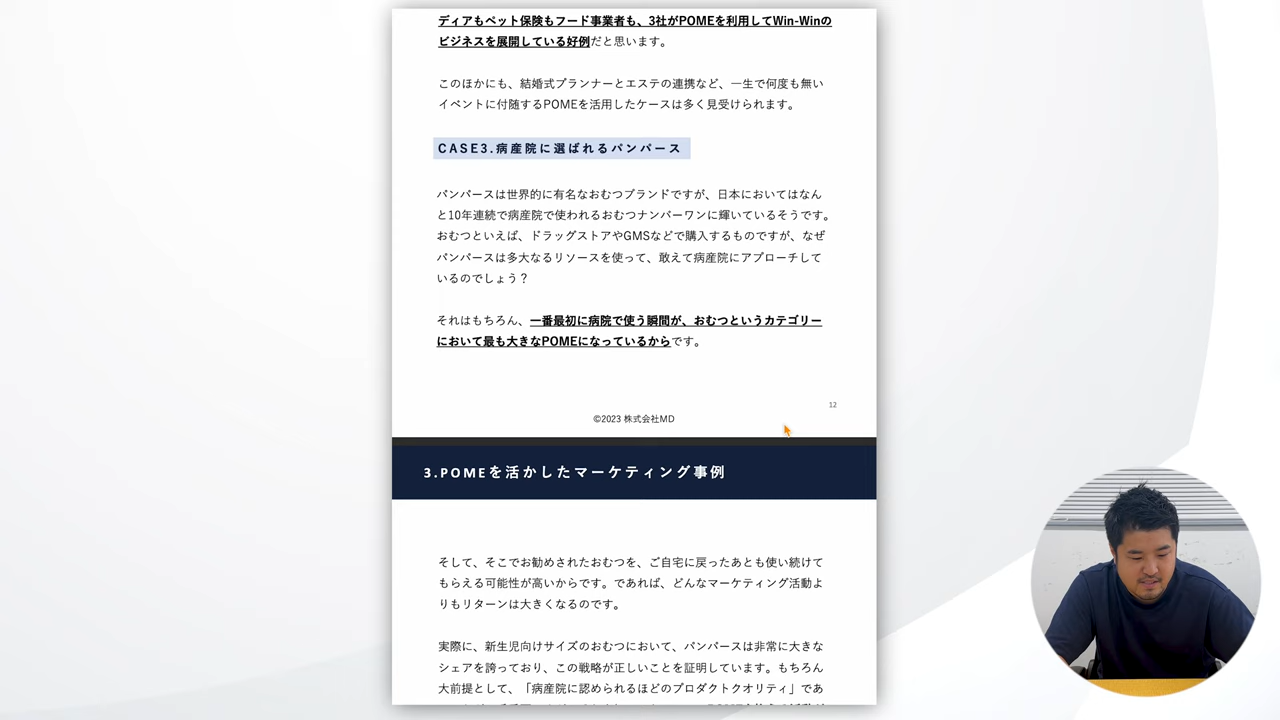 ディアもペット保険もフード事業者も、3社がPOMEを利用してWin-Winの
ビジネスを展開している好例だと思います。
このほかにも、結婚式プランナーとエステの連携など、一生で何度も無い
イベントに付随するPOMEを活用したケースは多く見受けられます。
CASE3.病産院に選ばれるパンパース
パンパースは世界的に有名なおむつブランドですが、日本においてはなん
と10年連続で病産院で使われるおむつナンバーワンに輝いているそうです。
おむつといえば、ドラッグストアやGMSなどで購入するものですが、なぜ
パンパースは多大なるリソースを使って、敢えて病産院にアプローチして
いるのでしょう？
それはもちろん、一番最初に病院で使う瞬間が、おむつというカテゴリー
において最も大きなPOMEになっているからです。
12
©2023 株式会社MD
3.POMEを活かしたマーケティング事例
そして、そこでお勧めされたおむつを、ご自宅に戻ったあとも使い続けて
もらえる可能性が高いからです。であれば、どんなマーケティング活動よ
りもリターンは大きくなるのです。
実際に、新生児向けサイズのおむつにおいて、パンパースは非常に大きな
シェアを誇っており、この戦略が正しいことを証明しています。もちろん
大前提として、「病産院に認められるほどのプロダクトクオリティ」であ